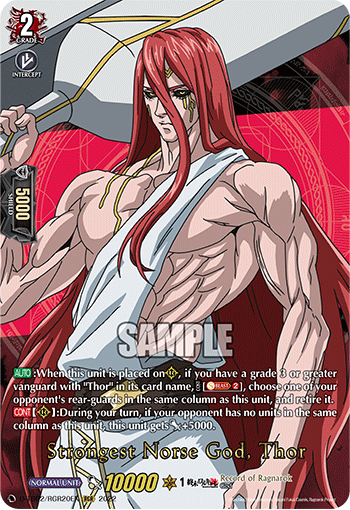 2
GRADE
INTERCEPT
5000
SHIELD
SAMPLE
AUTO :When this unit is placed on , if you have a grade 3 or greater
vanguard with "Thor" in its card name, [COST [ 2], choose one of your
opponent's rear-guards in the same column as this unit, and retire it.
CONT [ ]:During your turn, if your opponent has no units in the same
column as this unit, this unit gets +5000.
Strongest Norse God, Thor
NORMAL UNIT
10000
1
Record of Ragnarok
2022